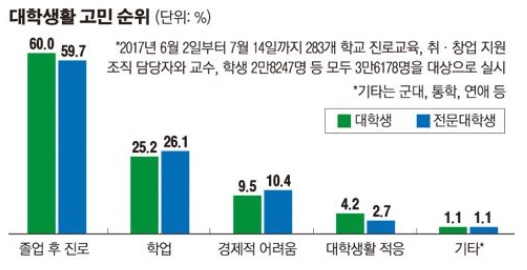 대학생활 고민 순위 (단위: %)
60.0 59.7
*2017년 6월 2일부터 7월 14일까지 283개 학교 진로교육, 취·창업 지원
조직 담당자와 교수, 학생 2만8247명 등 모두 3만6178명을 대상으로 실시
*기타는 군대, 통학, 연애 등
대학생 전문대학생
25.2 26.1
9.5 10.4
4.2 2.7
1.1 1.1
졸업 후 진로 학업 경제적 어려움 대학생활 적응 기타*